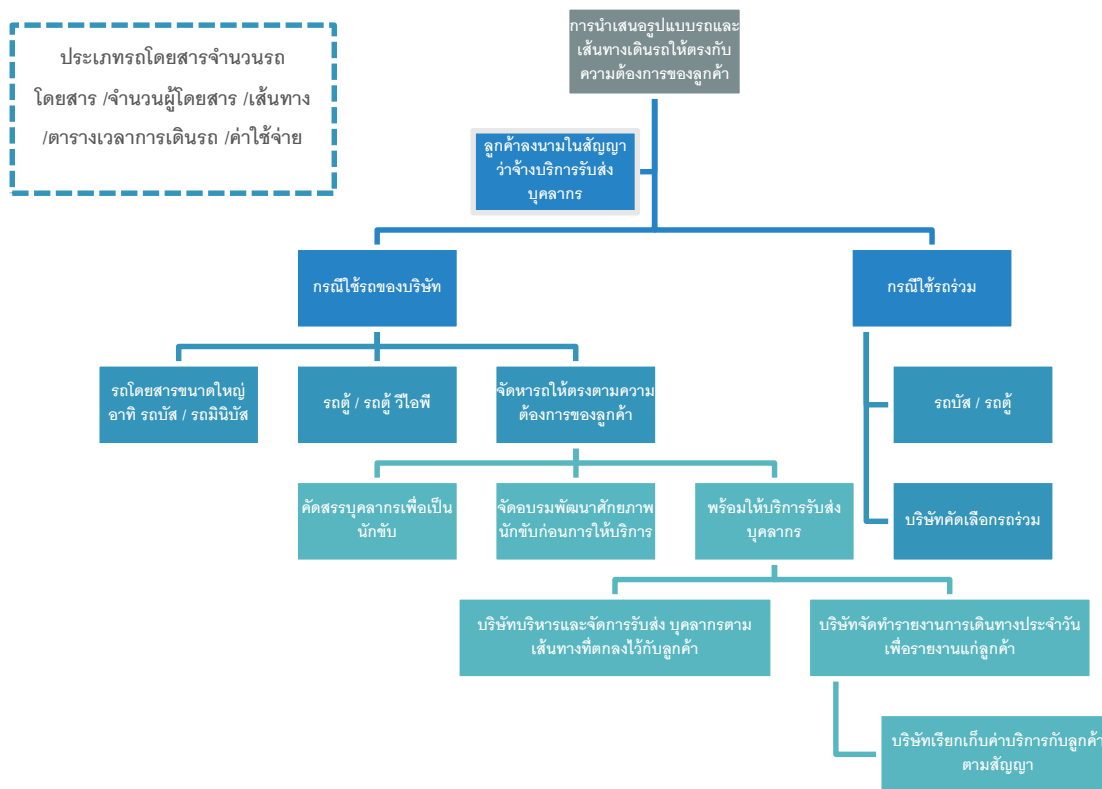 ประเภทรถโดยสารจำนวนรถ
โดยสาร /จำนวนผู้โดยสาร /เส้นทาง
/ตารางเวลาการเดินรถ /ค่าใช้จ่าย
การนำเสนอรูปแบบรถและ
เส้นทางเดินรถให้ตรงกับ
ความต้องการของลูกค้า
ลูกค้าลงนามในสัญญา
ว่าจ้างบริการรับส่ง
บุคลากร
กรณีใช้รถของบริษัท
กรณีใช้รถร่วม
รถโดยสารขนาดใหญ่
อาทิ รถบัส / รถมินิบัส
รถตู้ / รถตู้ วีไอพี
จัดหารถให้ตรงตามความ
ต้องการของลูกค้า
รถบัส / รถตู้
คัดสรรบุคลากรเพื่อเป็น
นักขับ
จัดอบรมพัฒนาศักยภาพ
นักขับก่อนการให้บริการ
พร้อมให้บริการรับส่ง
บุคลากร
บริษัทคัดเลือกรถร่วม
บริษัทบริหารและจัดการรับส่ง บุคลากรตาม
เส้นทางที่ตกลงไว้กับลูกค้า
บริษัทจัดทำรายงานการเดินทางประจำวัน
เพื่อรายงานแก่ลูกค้า
บริษัทเรียกเก็บค่าบริการกับลูกค้า
ตามสัญญา